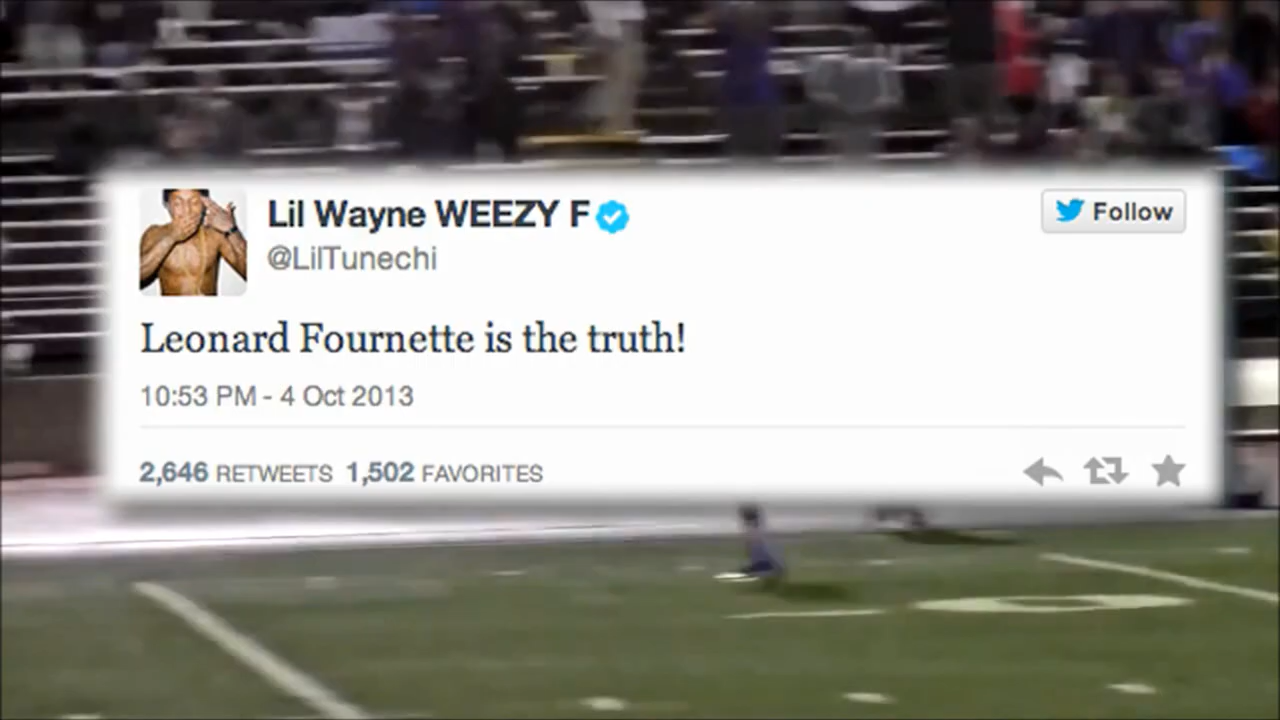 Lil Wayne WEEZY F
Follow
@LilTunechi
Leonard Fournette is the truth!
10:53 PM - 4 Oct 2013
2,646 RETWEETS 1,502 FAVORITES